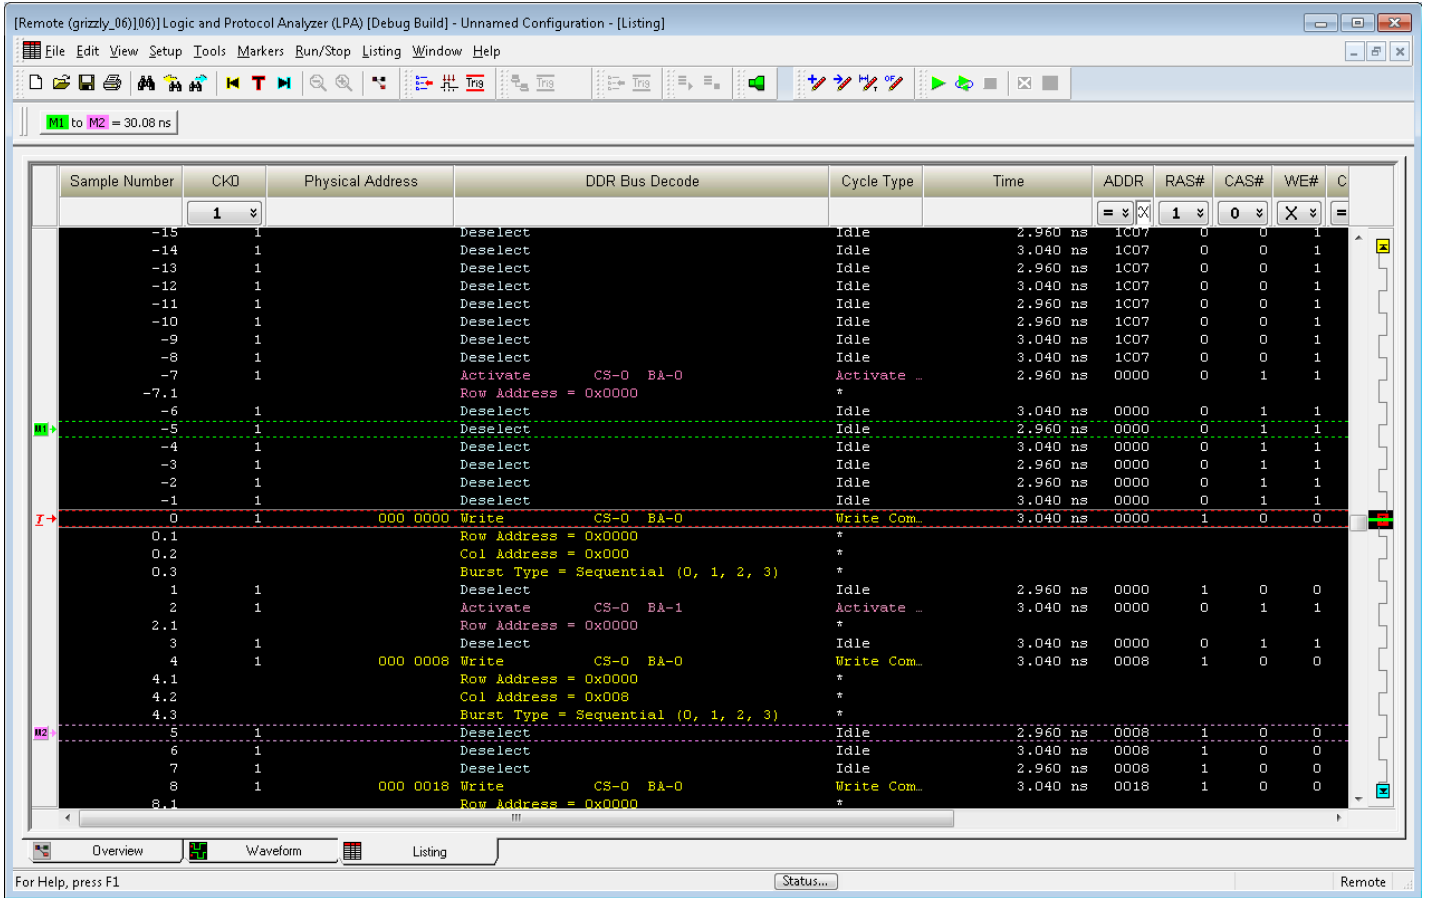 [Remote (grizzly_06)]06)] Logic and Protocol Analyzer (LPA) [Debug Build] - Unnamed Configuration - [Listing]
File Edit View Setup Tools Markers Run/Stop Listing Window Help
T Trig Trig Trig
M1 to M2 = 30.08 ns
Sample Number CK0 Physical Address DDR Bus Decode Cycle Type Time ADDR RAS# CAS# WE# C
1 = X 1 0 X =
-15 1 Deselect Idle 2.960 ns 1C07 0 0 1
-14 1 Deselect Idle 3.040 ns 1C07 0 0 1
-13 1 Deselect Idle 2.960 ns 1C07 0 0 1
-12 1 Deselect Idle 3.040 ns 1C07 0 0 1
-11 1 Deselect Idle 2.960 ns 1C07 0 0 1
-10 1 Deselect Idle 2.960 ns 1C07 0 0 1
-9 1 Deselect Idle 3.040 ns 1C07 0 0 1
-8 1 Deselect Idle 3.040 ns 1C07 0 0 1
-7 1 Activate CS-0 BA-0 Activate … 2.960 ns 0000 0 1 1
-7.1 Row Address = 0x0000 *
-6 1 Deselect Idle 3.040 ns 0000 0 1 1
M1 -5 1 Deselect Idle 2.960 ns 0000 0 1 1
-4 1 Deselect Idle 3.040 ns 0000 0 1 1
-3 1 Deselect Idle 2.960 ns 0000 0 1 1
-2 1 Deselect Idle 2.960 ns 0000 0 1 1
-1 1 Deselect Idle 3.040 ns 0000 0 1 1
T 0 1 000 0000 Write CS-0 BA-0 Write Com… 3.040 ns 0000 1 0 0
0.1 Row Address = 0x0000 *
0.2 Col Address = 0x000 *
0.3 Burst Type = Sequential (0, 1, 2, 3) *
1 1 Deselect Idle 2.960 ns 0000 1 0 0
2 1 Activate CS-0 BA-1 Activate … 3.040 ns 0000 0 1 1
2.1 Row Address = 0x0000 *
3 1 Deselect Idle 3.040 ns 0000 0 1 1
4 1 000 0008 Write CS-0 BA-0 Write Com… 3.040 ns 0008 1 0 0
4.1 Row Address = 0x0000 *
4.2 Col Address = 0x008 *
4.3 Burst Type = Sequential (0, 1, 2, 3) *
M2 5 1 Deselect Idle 2.960 ns 0008 1 0 0
6 1 Deselect Idle 3.040 ns 0008 1 0 0
7 1 Deselect Idle 2.960 ns 0008 1 0 0
8 1 000 0018 Write CS-0 BA-0 Write Com… 3.040 ns 0018 1 0 0
8.1 Row Address = 0x0000 *
Overview Waveform Listing
For Help, press F1 Status... Remote